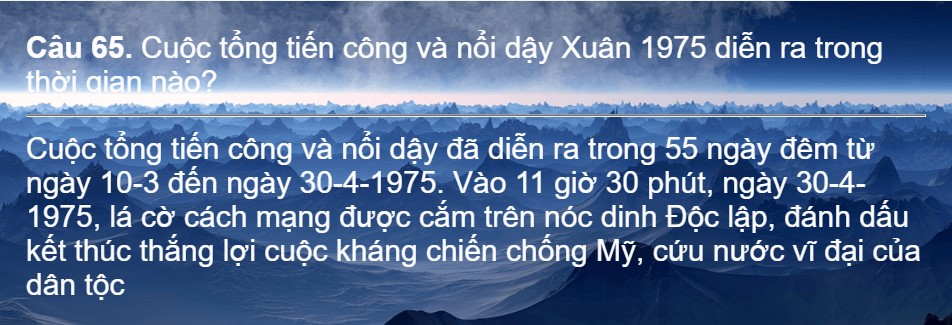 Câu 65. Cuộc tổng tiến công và nổi dậy Xuân 1975 diễn ra trong
thời gian nào?
Cuộc tổng tiến công và nổi dậy đã diễn ra trong 55 ngày đêm từ
ngày 10-3 đến ngày 30-4-1975. Vào 11 giờ 30 phút, ngày 30-4-
1975, lá cờ cách mạng được cắm trên nóc dinh Độc lập, đánh dấu
kết thúc thắng lợi cuộc kháng chiến chống Mỹ, cứu nước vĩ đại của
dân tộc